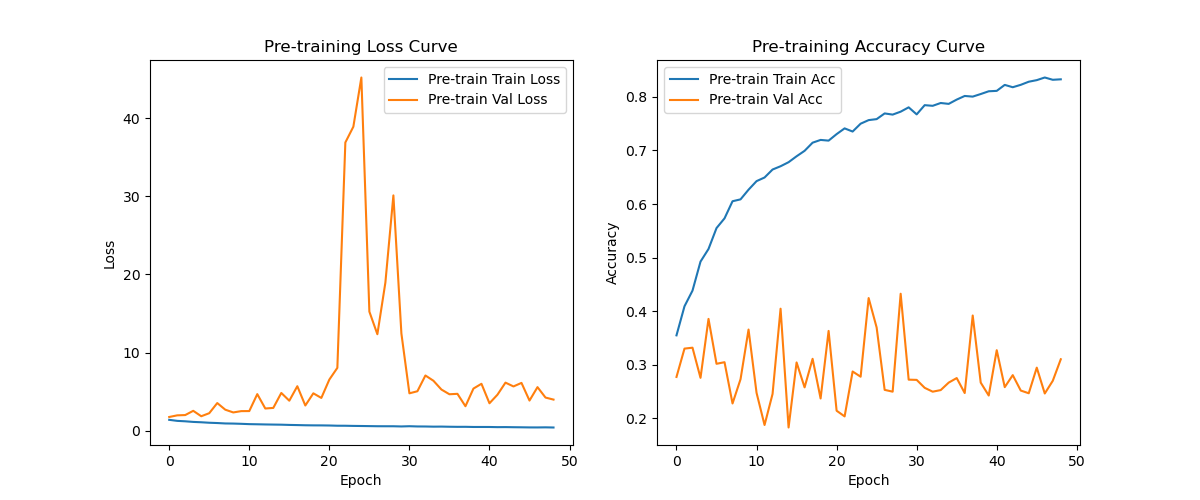 Pre-training Loss Curve
Pre-train Train Loss
Pre-train Val Loss
40
30
20
10
0
Loss
0 10 20 30 40 50
Epoch
Pre-training Accuracy Curve
Pre-train Train Acc
Pre-train Val Acc
0.8
0.7
0.6
0.5
0.4
0.3
0.2
Accuracy
0 10 20 30 40 50
Epoch